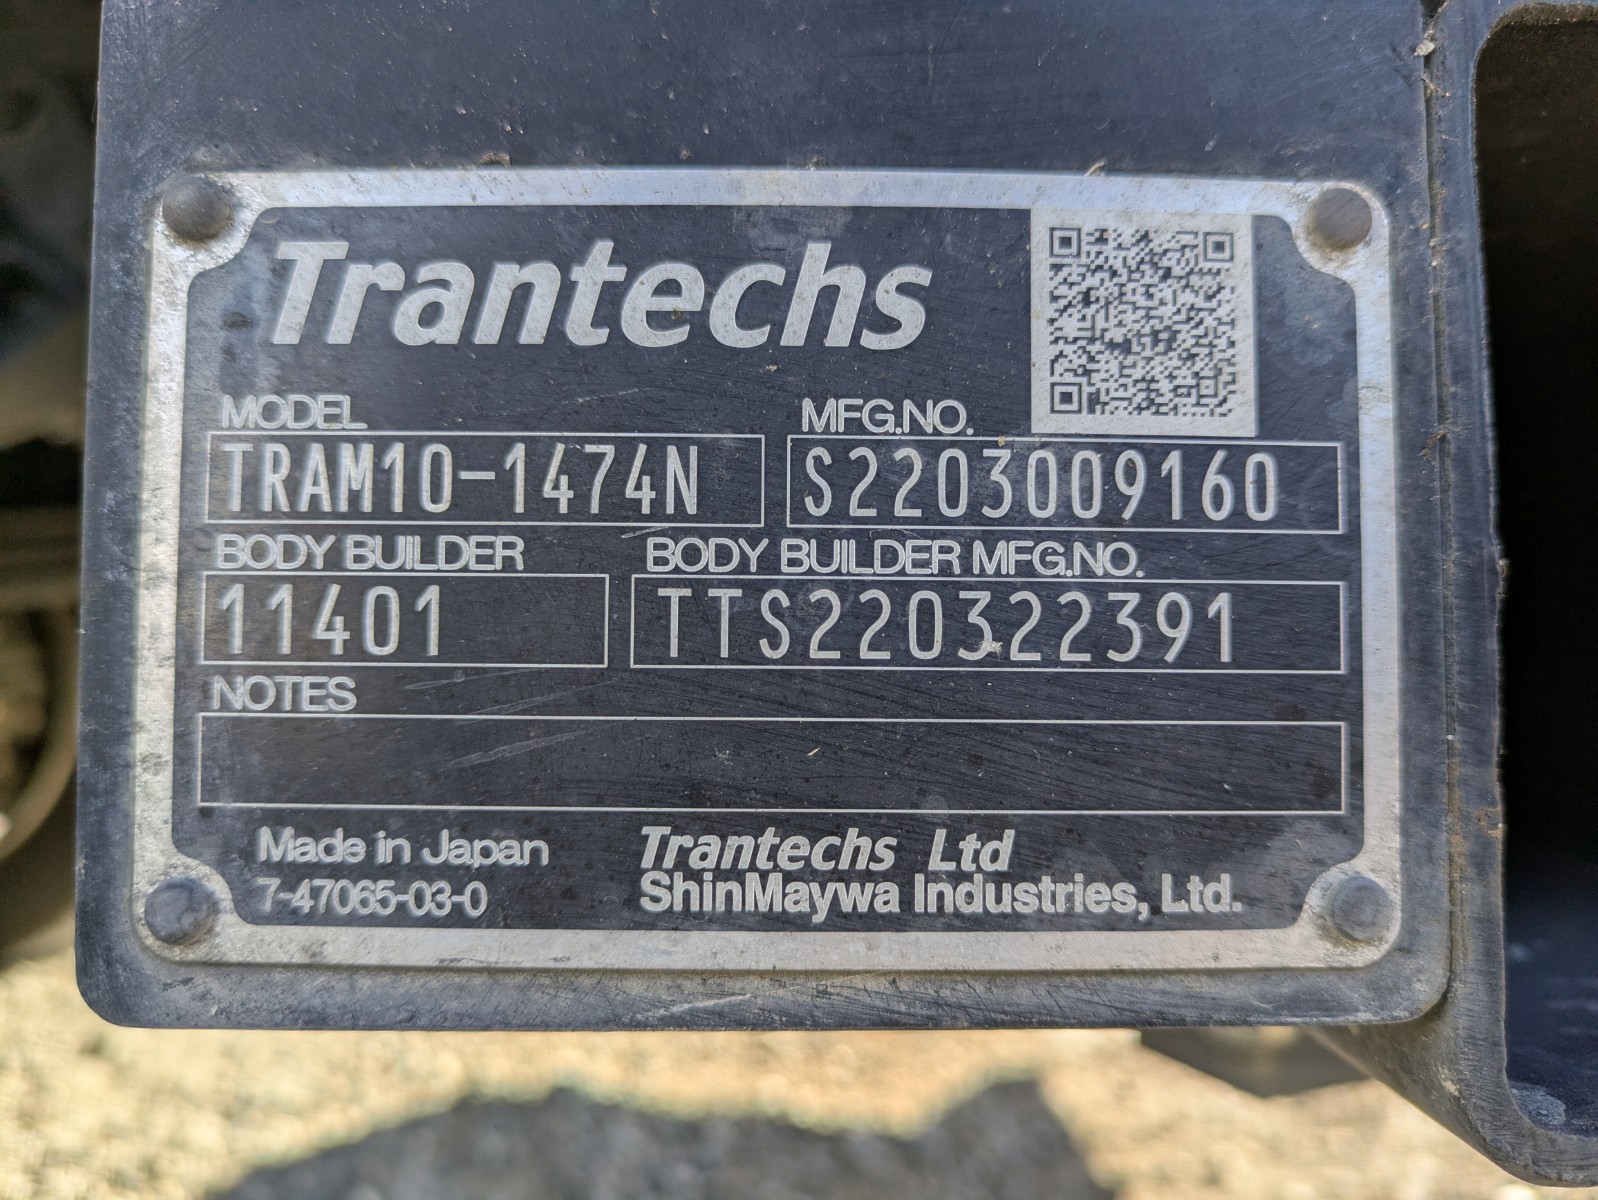 Trantechs
MODEL MFG.NO.
TRAM10-1474N S2203009160
BODY BUILDER BODY BUILDER MFG.NO.
11401 TTS220322391
NOTES
Made in Japan Trantechs Ltd
7-47065-03-0 ShinMaywa Industries, Ltd.